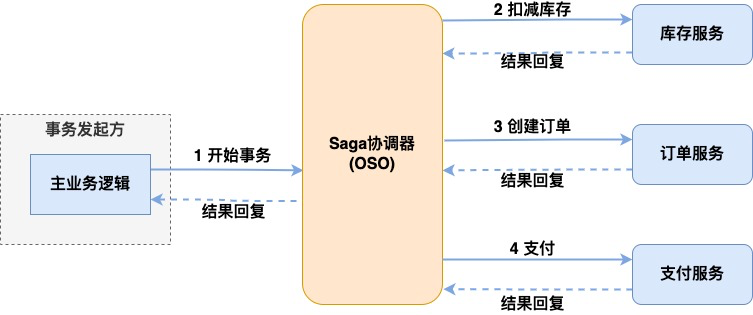 2 扣减库存
库存服务
结果回复
事务发起方
主业务逻辑
1 开始事务
结果回复
Saga协调器
(OSO)
3 创建订单
订单服务
结果回复
4 支付
支付服务
结果回复